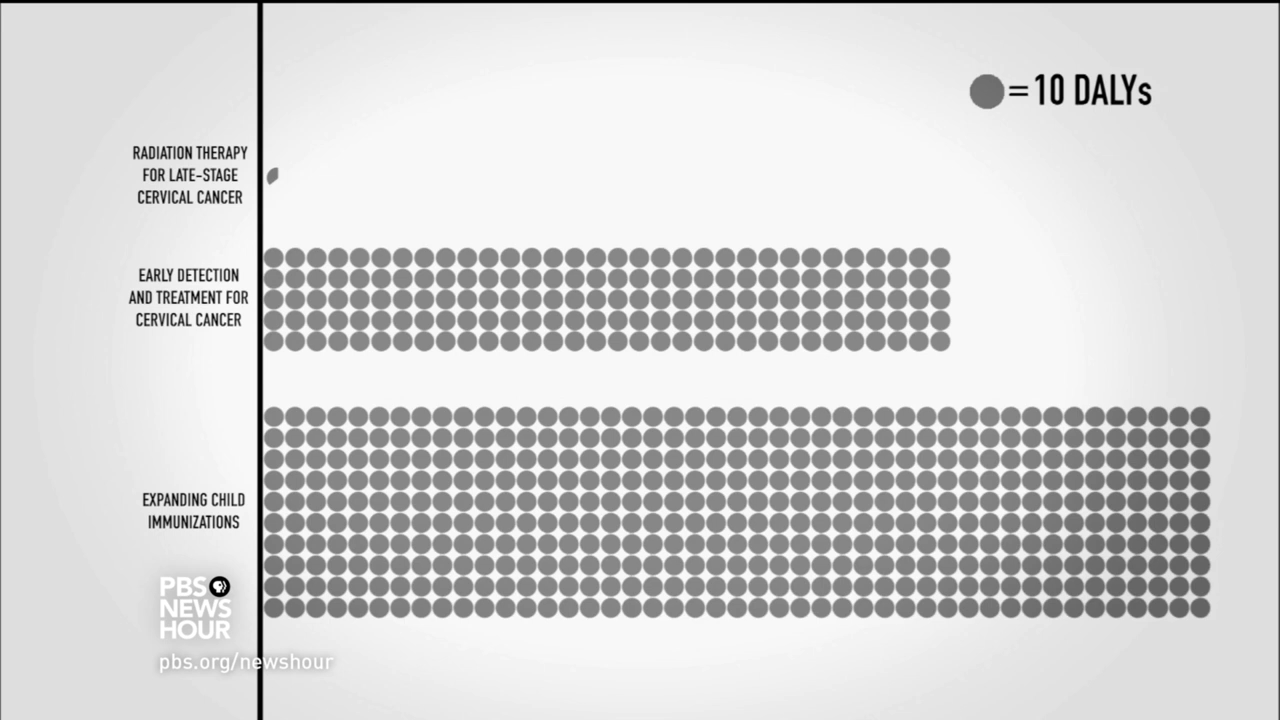 = 10 DALYs
RADIATION THERAPY
FOR LATE-STAGE
CERVICAL CANCER
EARLY DETECTION
AND TREATMENT FOR
CERVICAL CANCER
EXPANDING CHILD
IMMUNIZATIONS
PBS
NEWS
HOUR
pbs.org/newshour